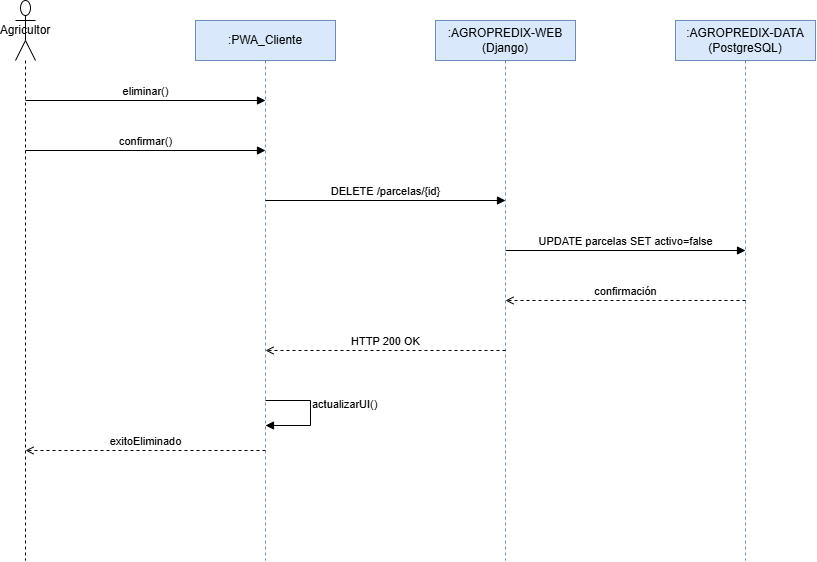 Agricultor
:PWA_Cliente
:AGROPREDIX-WEB
(Django)
:AGROPREDIX-DATA
(PostgreSQL)
eliminar()
confirmar()
DELETE /parcelas/{id}
UPDATE parcelas SET activo=false
confirmación
HTTP 200 OK
actualizarUI()
exitoEliminado